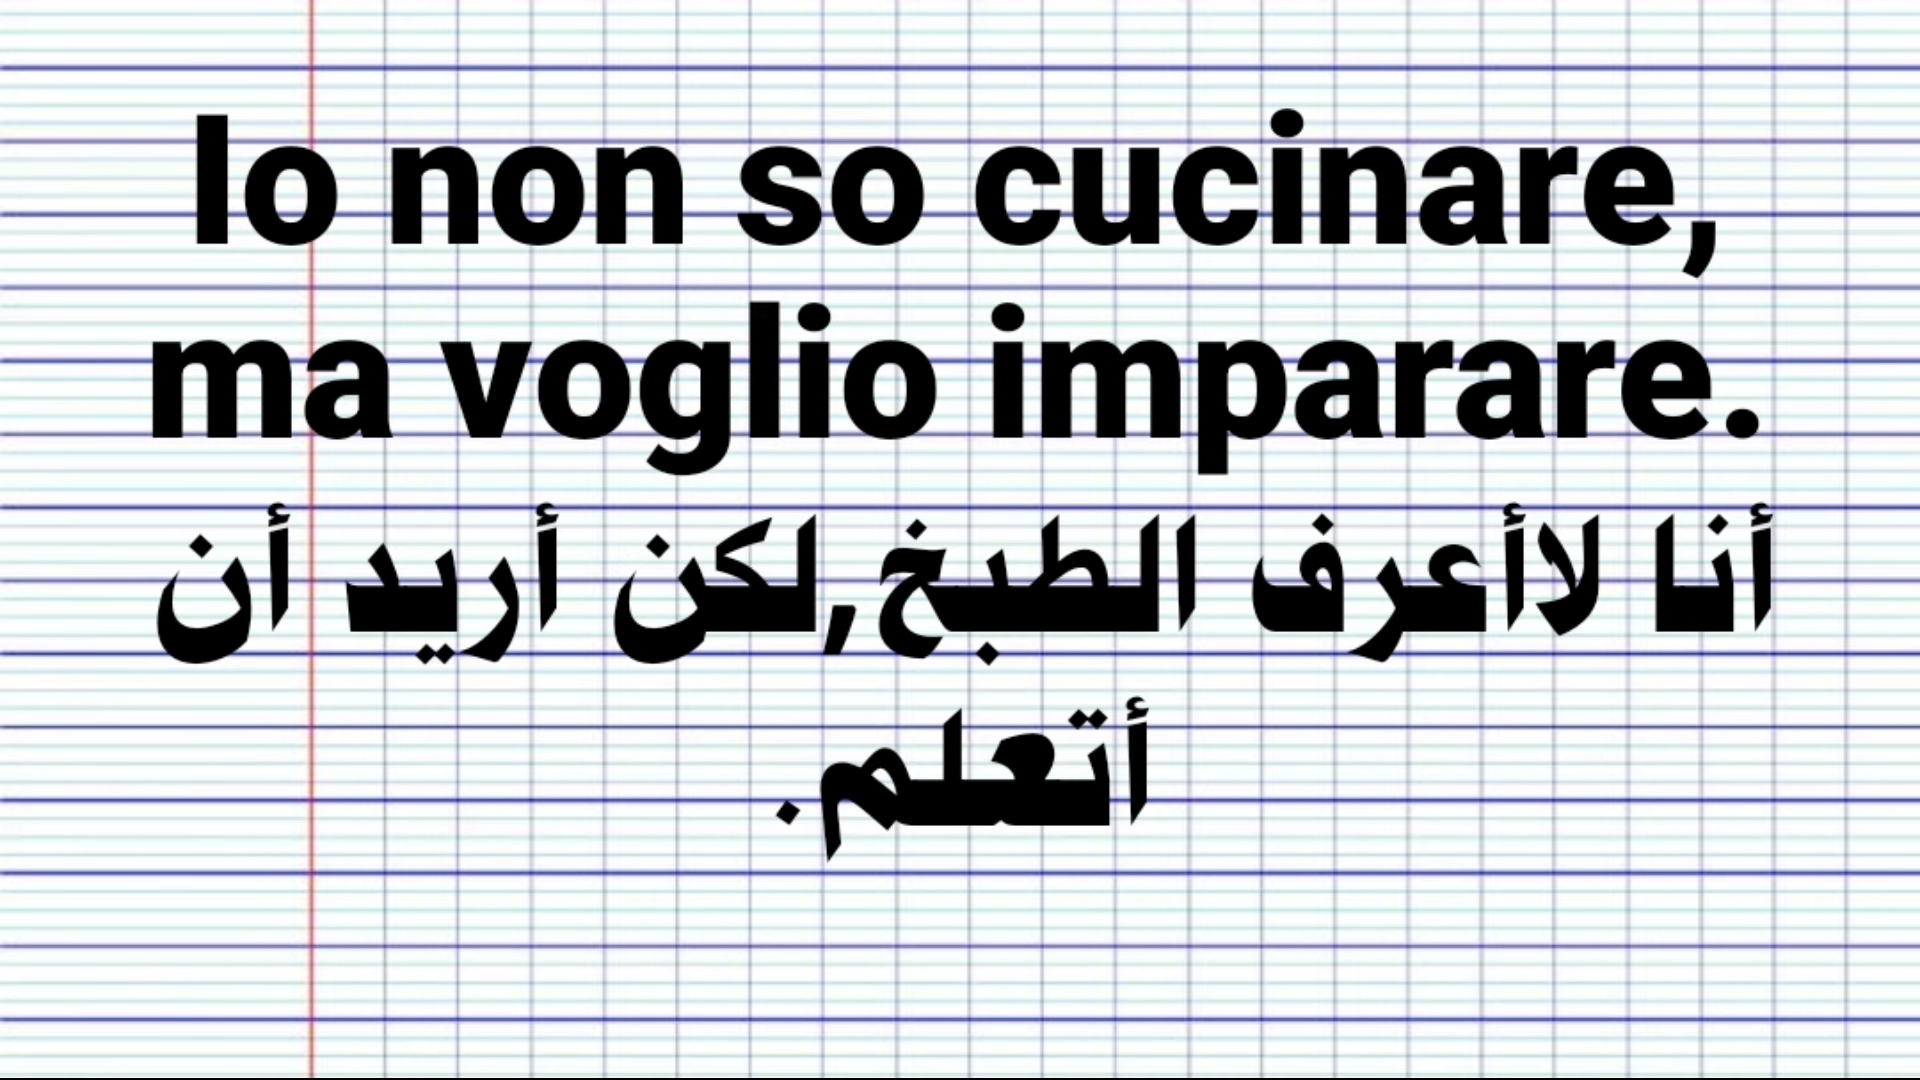 Io non so cucinare,
ma voglio imparare.
أنا لاأعرف الطبخ,لكن أريد أن
أتعلم.